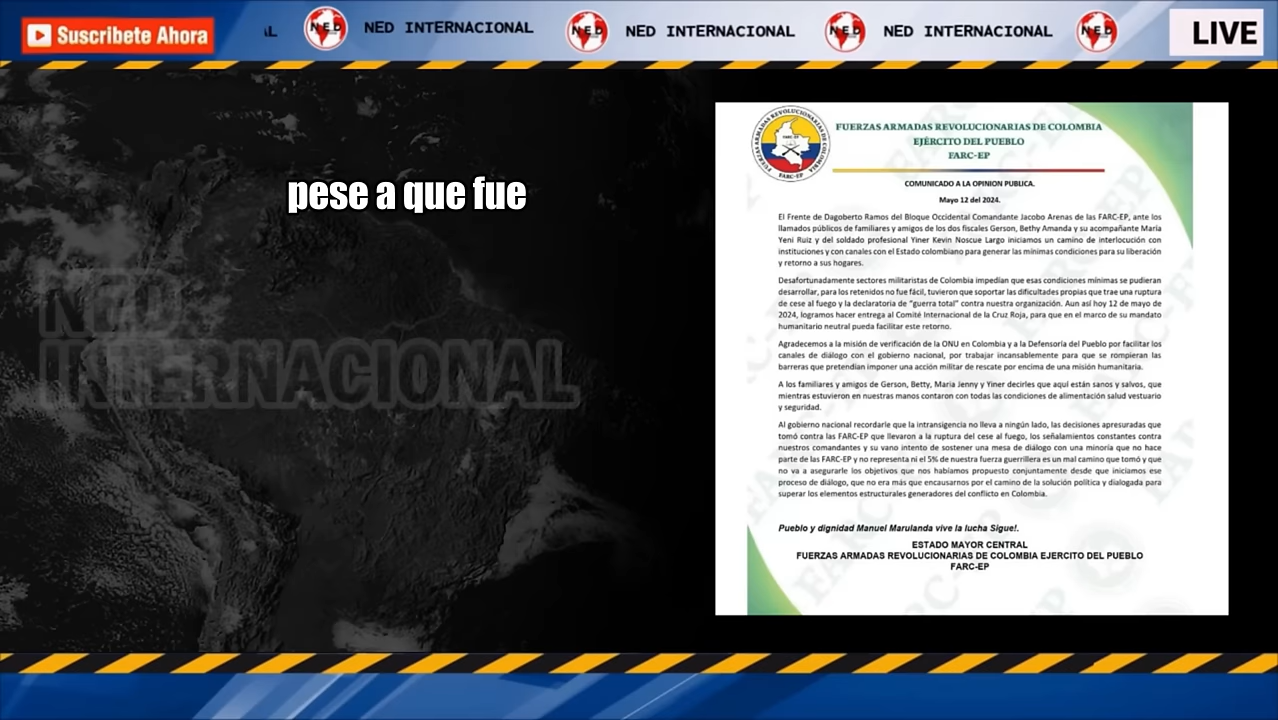 Suscribete Ahora
NED INTERNACIONAL
NED INTERNACIONAL
NED INTERNACIONAL
LIVE
pese a que fue
NED
INTERNACIONAL
FUERZAS ARMADAS REVOLUCIONARIAS DE COLOMBIA
EJÉRCITO DEL PUEBLO
FARC-EP
COMUNICADO A LA OPINION PUBLICA.
Mayo 12 del 2024.
El Frente de Dagoberto Ramos del Bloque Occidental Comandante Jacobo Arenas de las FARC-EP, ante los
llamados públicos de familiares y amigos de los dos fiscales Gerson, Bethy Amanda y su acompañante María
Yeni Ruiz y del soldado profesional Yiner Kevin Noscue Largo iniciamos un camino de interlocución con
instituciones y con canales con el Estado colombiano para generar las mínimas condiciones para su liberación
y retorno a sus hogares.
Desafortunadamente sectores militaristas de Colombia impedían que esas condiciones mínimas se pudieran
desarrollar, para los retenidos no fue fácil, tuvieron que soportar las dificultades propias que trae una ruptura
de cese al fuego y la declaratoria de “guerra total” contra nuestra organización. Aun así hoy 12 de mayo de
2024, logramos hacer entrega al Comité Internacional de la Cruz Roja, para que en el marco de su mandato
humanitario neutral pueda facilitar este retorno.
Agradecemos a la misión de verificación de la ONU en Colombia y a la Defensoría del Pueblo por facilitar los
canales de diálogo con el gobierno nacional, por trabajar incansablemente para que se rompieran las
barreras que pretendían imponer una acción militar de rescate por encima de una misión humanitaria.
A los familiares y amigos de Gerson, Betty, Maria Jenny y Yiner decirles que aquí están sanos y salvos, que
mientras estuvieron en nuestras manos contaron con todas las condiciones de alimentación salud vestuario
y seguridad.
Al gobierno nacional recordarle que la intransigencia no lleva a ningún lado, las decisiones apresuradas que
tomó contra las FARC-EP que llevaron a la ruptura del cese al fuego, los señalamientos constantes contra
nuestros comandantes y su vano intento de sostener una mesa de diálogo con una minoría que no hace
parte de las FARC-EP y no representa ni el 5% de nuestra fuerza guerrillera es un mal camino que tomó y que
no va a asegurarle los objetivos que nos habíamos propuesto conjuntamente desde que iniciamos ese
proceso de diálogo, que no era más que encausarnos por el camino de la solución política y dialogada para
superar los elementos estructurales generadores del conflicto en Colombia.
Pueblo y dignidad Manuel Marulanda vive la lucha Sigue!.
ESTADO MAYOR CENTRAL
FUERZAS ARMADAS REVOLUCIONARIAS DE COLOMBIA EJERCITO DEL PUEBLO
FARC-EP